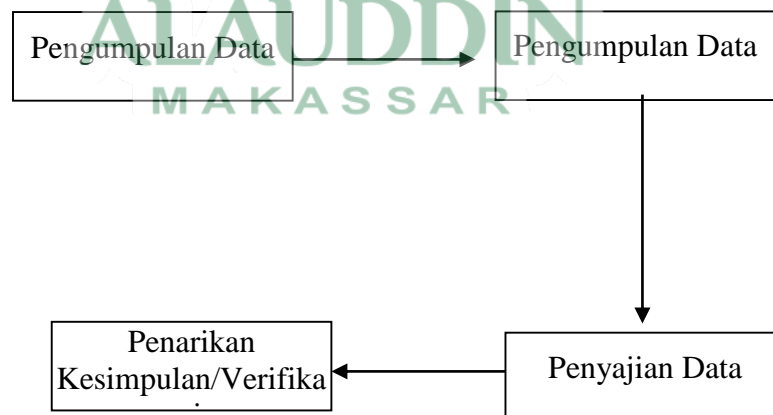 ALAUDDIN
Pengumpulan Data
Pengumpulan Data
MAKASSAR
Penarikan
Kesimpulan/Verifika
Penyajian Data